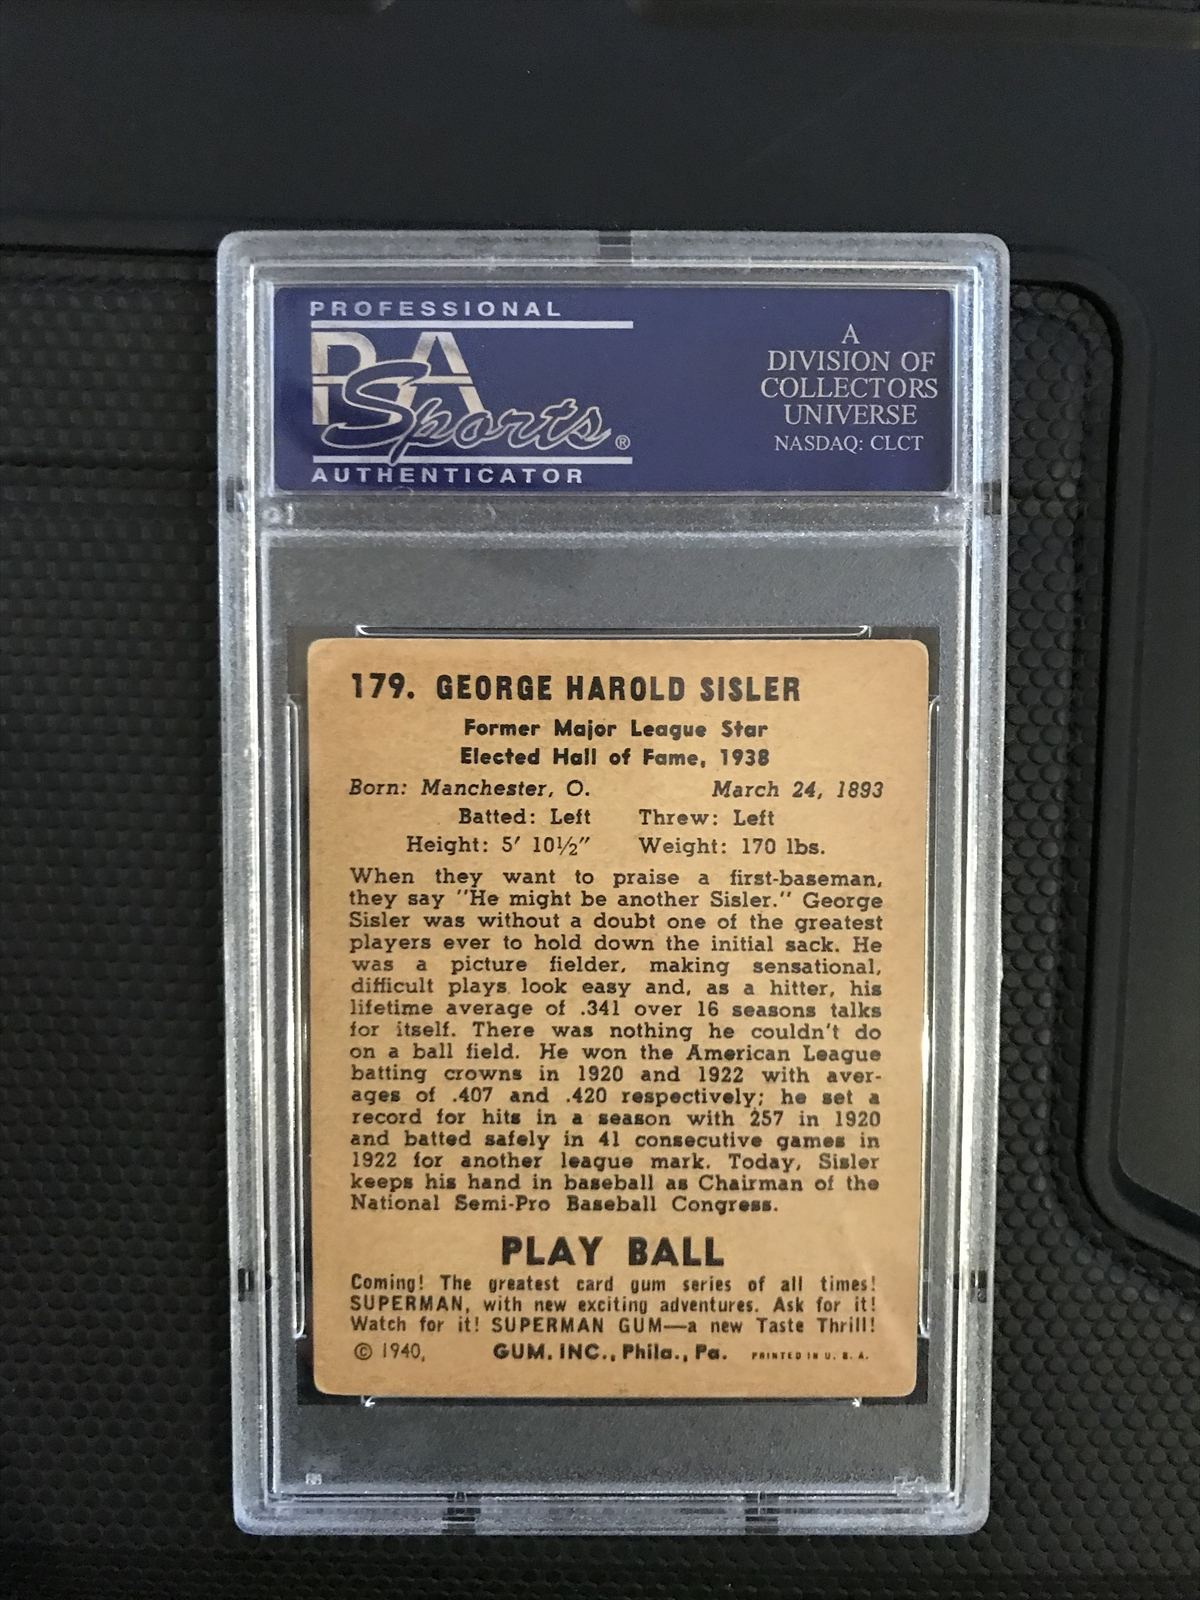 PROFESSIONAL
PSA
Sports®
AUTHENTICATOR
A
DIVISION OF
COLLECTORS
UNIVERSE
NASDAQ: CLCT
179. GEORGE HAROLD SISLER
Former Major League Star
Elected Hall of Fame, 1938
Born: Manchester, O. March 24, 1893
Batted: Left Threw: Left
Height: 5′ 10½″ Weight: 170 lbs.
When they want to praise a first-baseman,
they say "He might be another Sisler." George
Sisler was without a doubt one of the greatest
players ever to hold down the initial sack. He
was a picture fielder, making sensational,
difficult plays look easy and, as a hitter, his
lifetime average of .341 over 16 seasons talks
for itself. There was nothing he couldn't do
on a ball field. He won the American League
batting crowns in 1920 and 1922 with aver-
ages of .407 and .420 respectively; he set a
record for hits in a season with 257 in 1920
and batted safely in 41 consecutive games in
1922 for another league mark. Today, Sisler
keeps his hand in baseball as Chairman of the
National Semi-Pro Baseball Congress.
PLAY BALL
Coming! The greatest card gum series of all times!
SUPERMAN, with new exciting adventures. Ask for it!
Watch for it! SUPERMAN GUM—a new Taste Thrill!
© 1940, GUM, INC., Phila., Pa. PRINTED IN U. S. A.